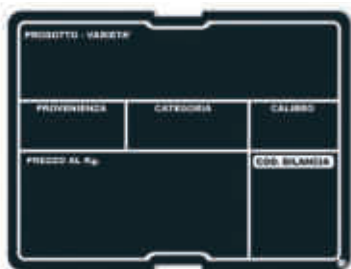 PRODOTTO - VARIETA'
PROVENIENZA CATEGORIA CALIBRO
PREZZO AL Kg. COD. BILANCIA